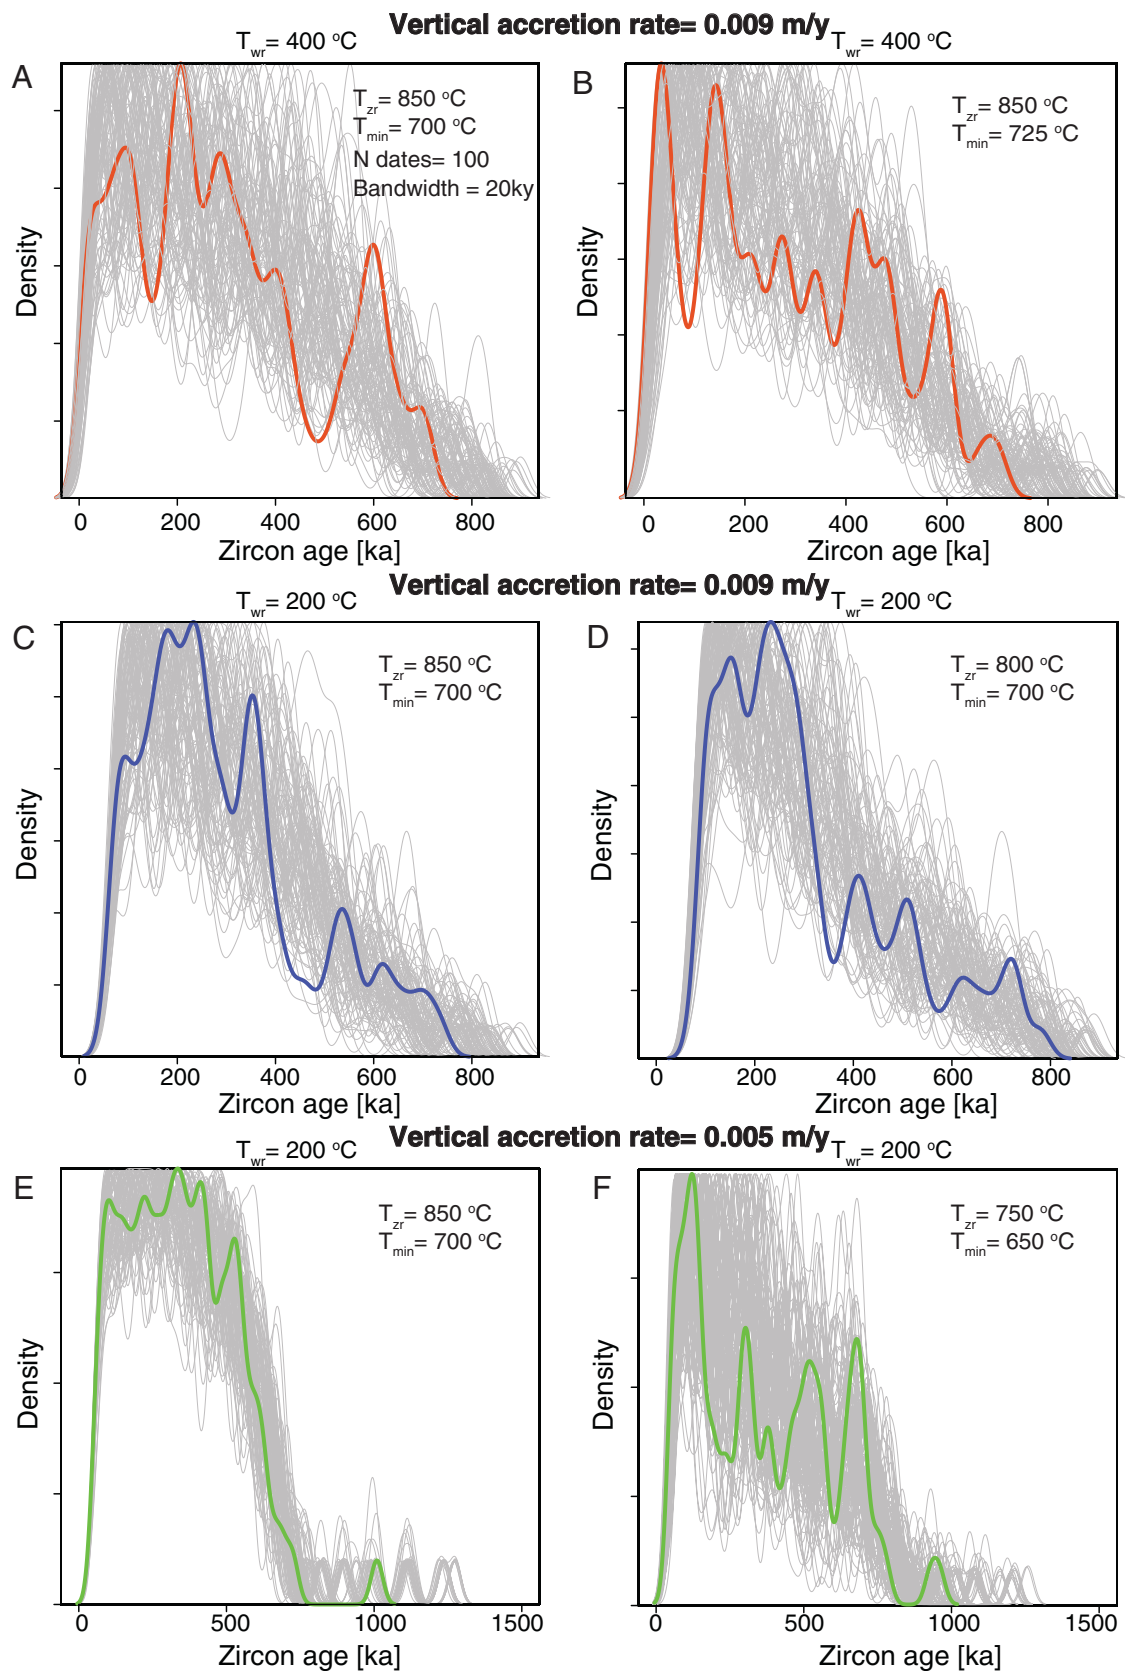 Vertical accretion rate= 0.009 m/y
Twr= 400 °C
Twr= 400 °C
A
Tzr= 850 °C
Tmin= 700 °C
N dates= 100
Bandwidth = 20ky
Density
0 200 400 600 800
Zircon age [ka]
B
Tzr= 850 °C
Tmin= 725 °C
Density
0 200 400 600 800
Zircon age [ka]
Vertical accretion rate= 0.009 m/y
Twr= 200 °C
Twr= 200 °C
C
Tzr= 850 °C
Tmin= 700 °C
Density
0 200 400 600 800
Zircon age [ka]
D
Tzr= 800 °C
Tmin= 700 °C
Density
0 200 400 600 800
Zircon age [ka]
Vertical accretion rate= 0.005 m/y
Twr= 200 °C
Twr= 200 °C
E
Tzr= 850 °C
Tmin= 700 °C
Density
0 500 1000 1500
Zircon age [ka]
F
Tzr= 750 °C
Tmin= 650 °C
Density
0 500 1000 1500
Zircon age [ka]